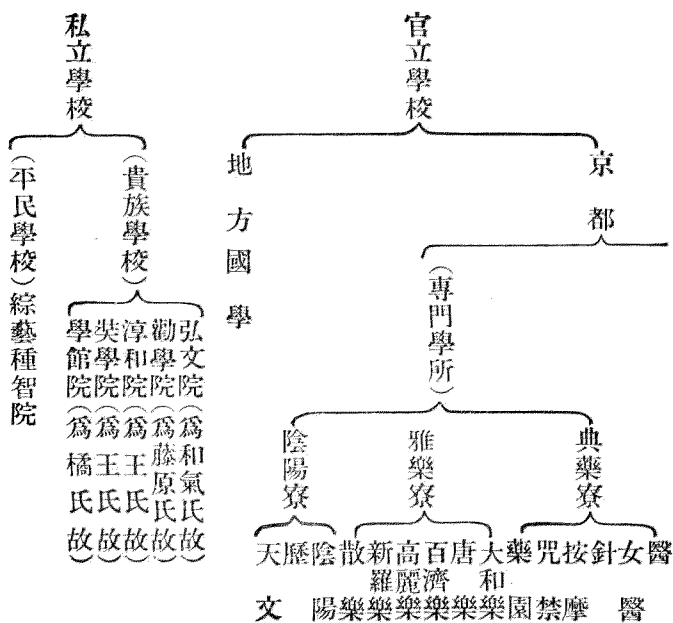 官立學校
京都
(專門學所)
典藥寮
醫
女醫
針
按摩
咒禁
藥園
雅樂寮
大和樂
唐樂
百濟樂
高麗樂
新羅樂
散樂
陰陽寮
陰陽
歷
天文
地方國學
私立學校
(貴族學校)
弘文院(爲和氣氏故)
勸學院(爲藤原氏故)
淳和院(爲王氏故)
奘學院(爲王氏故)
學館院(爲橘氏故)
(平民學校)綜藝種智院